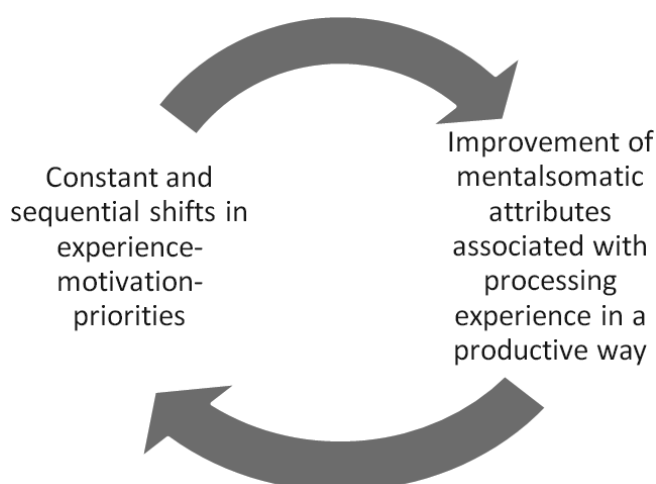 Constant and
sequential shifts in
experience-
motivation-
priorities
Improvement of
mentalsomatic
attributes
associated with
processing
experience in a
productive way